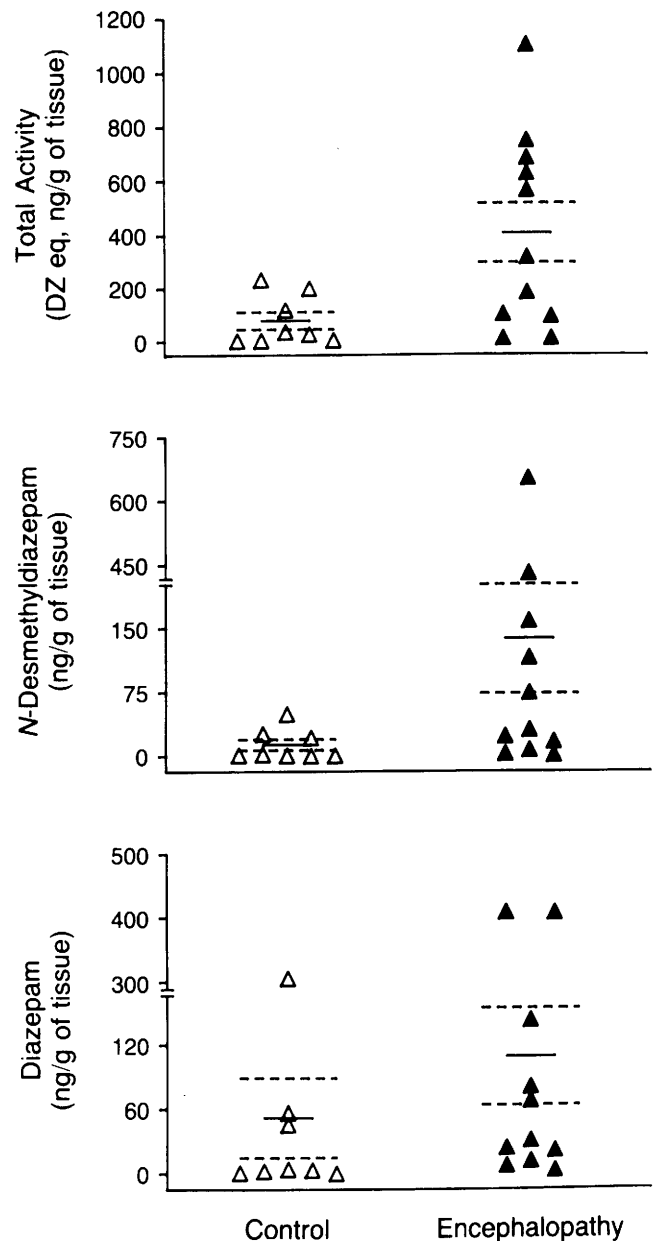 Total Activity
(DZ eq, ng/g of tissue)
1200
1000
800
600
400
200
0
N-Desmethyldiazepam
(ng/g of tissue)
750
600
450
150
75
0
Diazepam
(ng/g of tissue)
500
400
300
120
60
0
Control
Encephalopathy